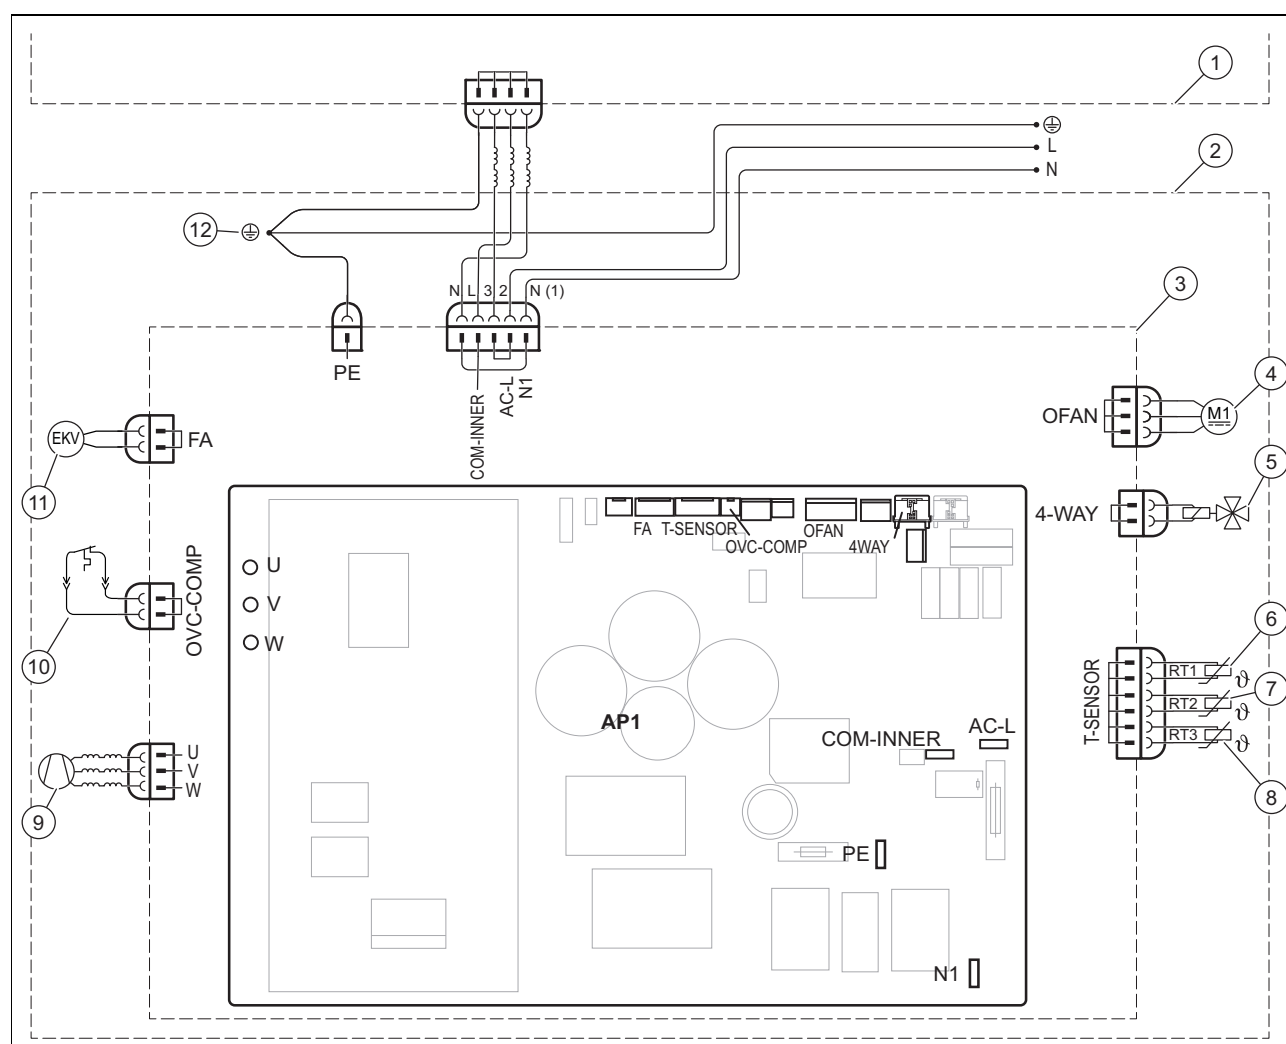 1
L
N
2
12
N L 3 2 N (1)
3
PE
COM-INNER
AC-L
N1
4
OFAN
M1
EKV
FA
11
5
4-WAY
FA T-SENSOR
OVC-COMP
OFAN
4WAY
OVC-COMP
U
V
W
10
6
T-SENSOR
RT1
ϑ
7
RT2
ϑ
RT3
ϑ
8
AP1
COM-INNER
AC-L
U
V
W
9
PE
N1